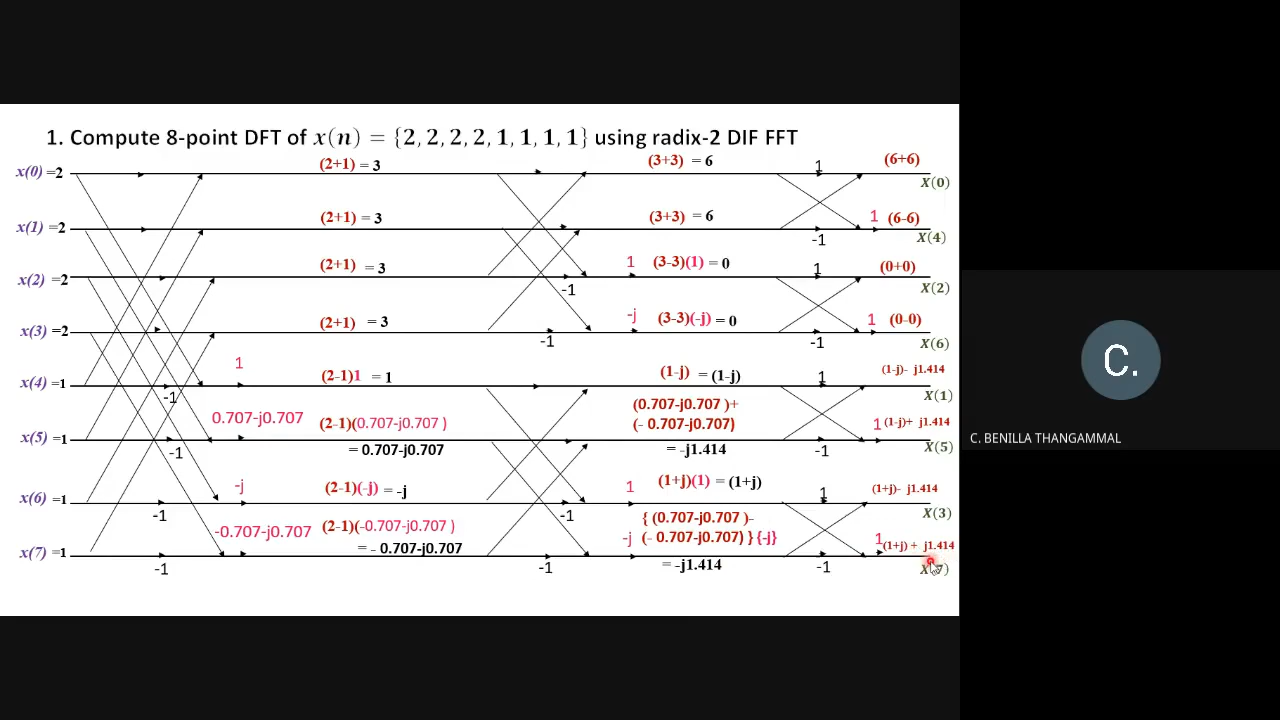 1. Compute 8-point DFT of x(n) = {2, 2, 2, 2, 1, 1, 1, 1} using radix-2 DIF FFT
x(0) =2 (2+1) = 3 (3+3) = 6 1 (6+6)
X(0)
x(1) =2 (2+1) = 3 (3+3) = 6 1 (6-6)
-1 X(4)
x(2) =2 (2+1) = 3 1 (3-3)(1) = 0 1 (0+0)
-1 X(2)
x(3) =2 (2+1) = 3 -j (3-3)(-j) = 0 1 (0-0)
-1 -1 X(6)
x(4) =1 1 (2-1)1 = 1 (1-j) = (1-j) 1 (1-j)- j1.414
-1 X(1)
(0.707-j0.707 )+
x(5) =1 0.707-j0.707 (2-1)(0.707-j0.707 ) (- 0.707-j0.707) 1 (1-j)+ j1.414
-1 = 0.707-j0.707 = -j1.414 -1 X(5)
x(6) =1 -j (2-1)(-j) = -j 1 (1+j)(1) = (1+j) 1 (1+j)- j1.414
-1 -1 X(3)
{ (0.707-j0.707 )-
-0.707-j0.707 (2-1)(-0.707-j0.707 ) -j (- 0.707-j0.707) } {-j} 1 (1+j) + j1.414
x(7) =1 = - 0.707-j0.707
-1 -1 = -j1.414 -1 X(7)
C.
C. BENILLA THANGAMMAL